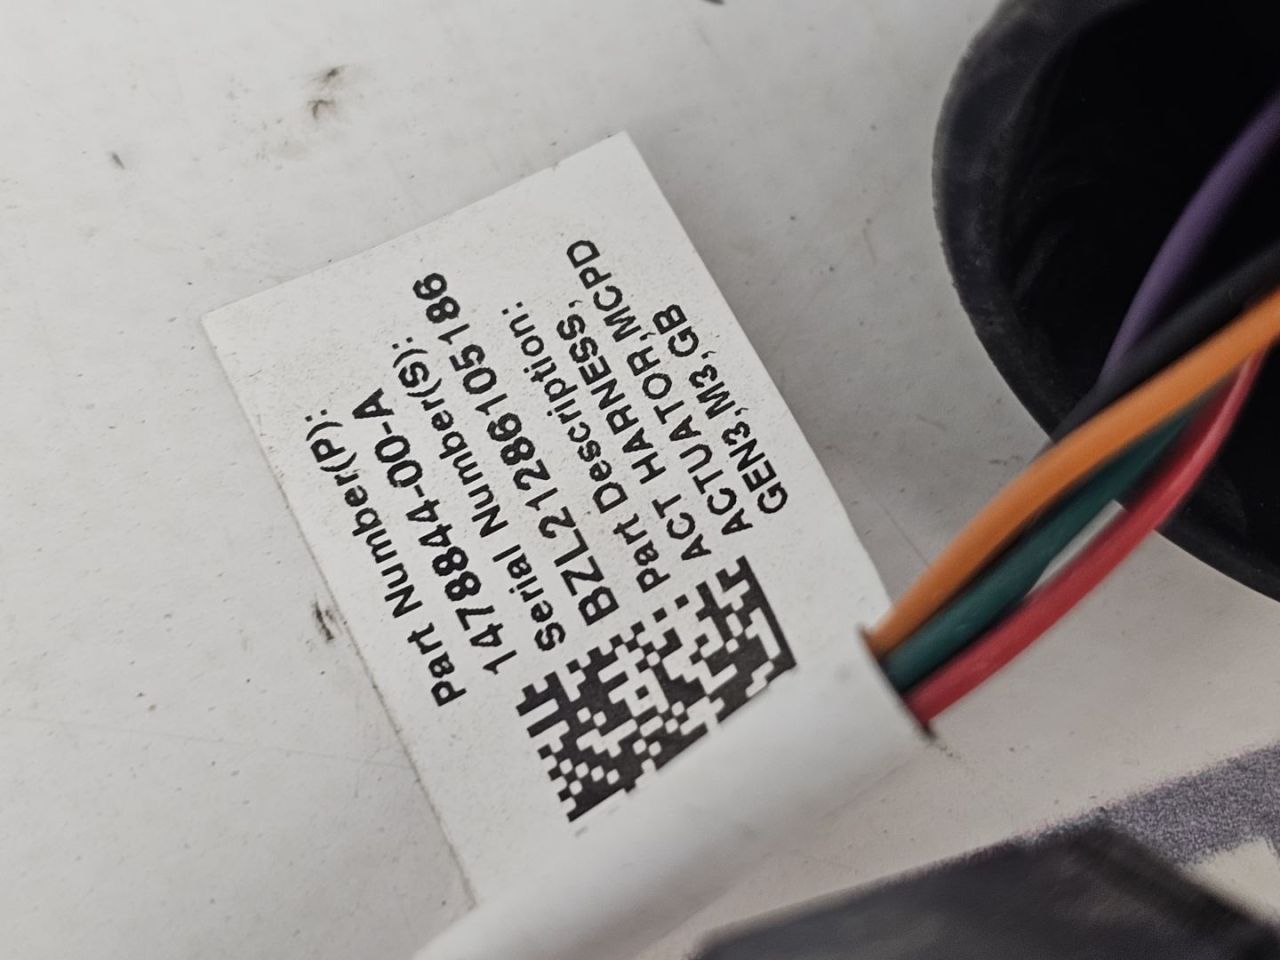 Part Number(P):
1478844-00-A
Serial Number(S):
BZL21286105186
Part Description:
ACT HARNESS,
ACTUATOR,MCPD
GEN3,M3,GB